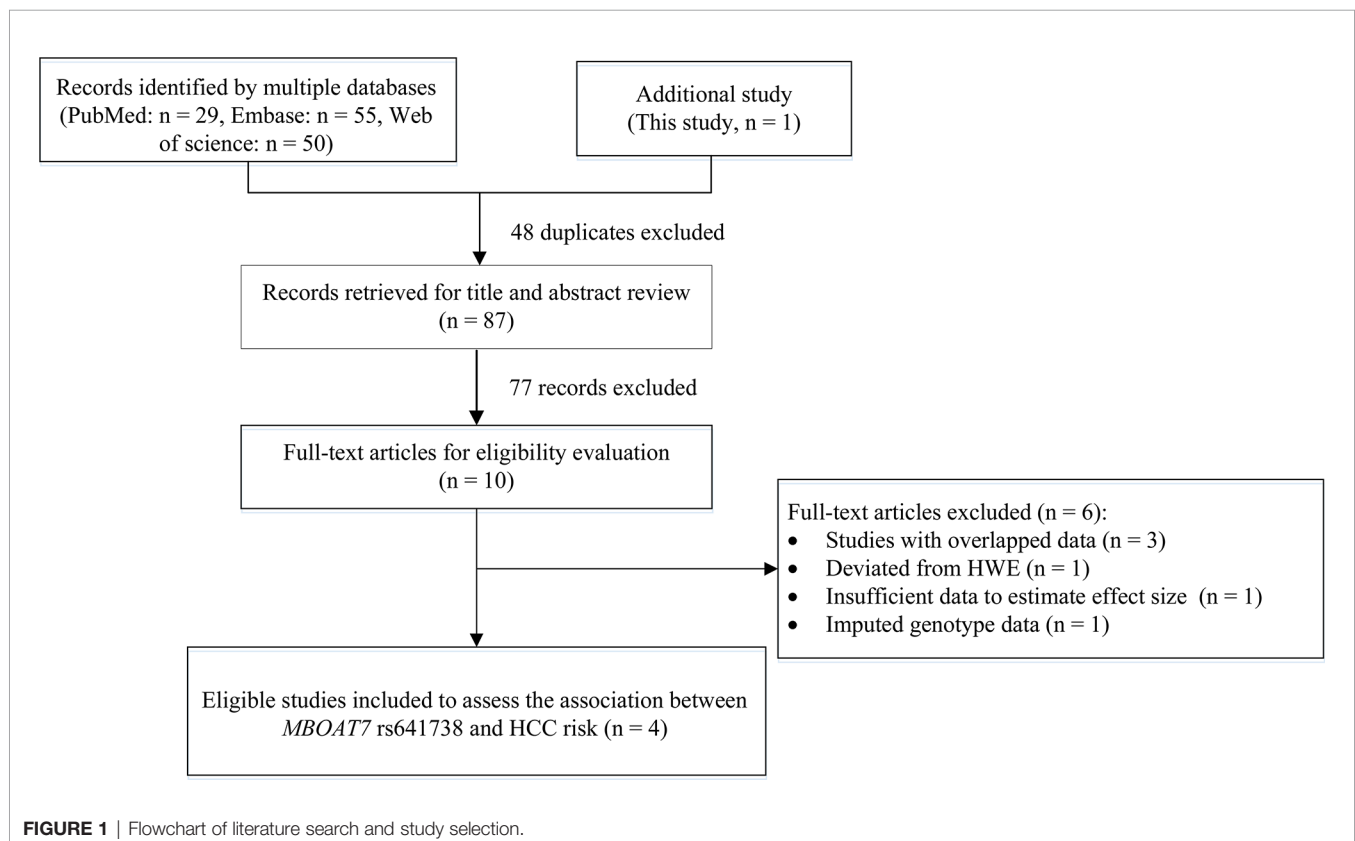 Records identified by multiple databases
(PubMed: n = 29, Embase: n = 55, Web
of science: n = 50)
Additional study
(This study, n = 1)
48 duplicates excluded
Records retrieved for title and abstract review
(n = 87)
77 records excluded
Full-text articles for eligibility evaluation
(n = 10)
Full-text articles excluded (n = 6):
• Studies with overlapped data (n = 3)
• Deviated from HWE (n = 1)
• Insufficient data to estimate effect size (n = 1)
• Imputed genotype data (n = 1)
Eligible studies included to assess the association between
MBOAT7 rs641738 and HCC risk (n = 4)
FIGURE 1 | Flowchart of literature search and study selection.